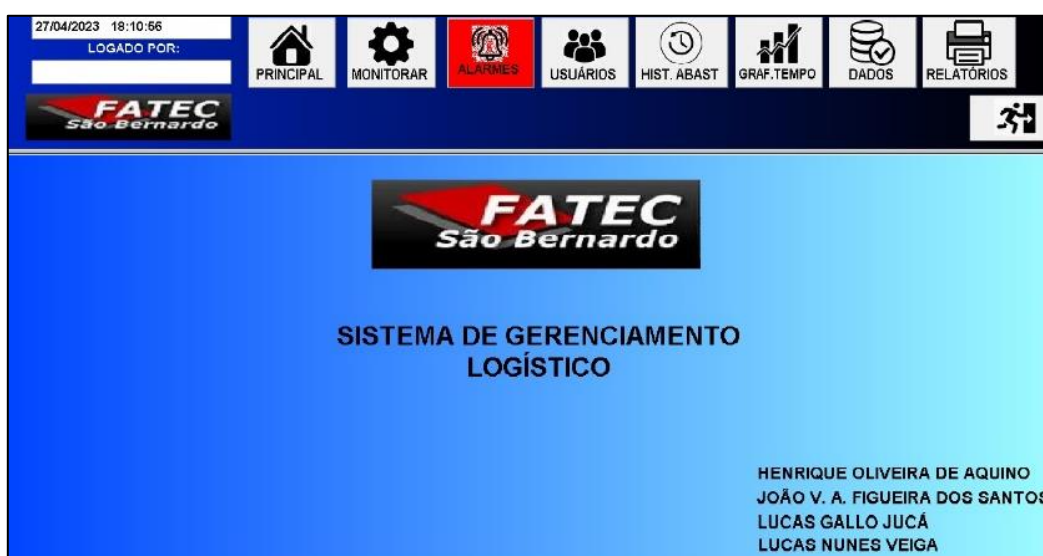 27/04/2023 18:10:56
LOGADO POR:
PRINCIPAL
MONITORAR
ALARMES
USUÁRIOS
HIST. ABAST
GRAF.TEMPO
DADOS
RELATÓRIOS
FATEC
São Bernardo
FATEC
São Bernardo
SISTEMA DE GERENCIAMENTO
LOGÍSTICO
HENRIQUE OLIVEIRA DE AQUINO
JOÃO V. A. FIGUEIRA DOS SANTOS
LUCAS GALLO JUCÁ
LUCAS NUNES VEIGA